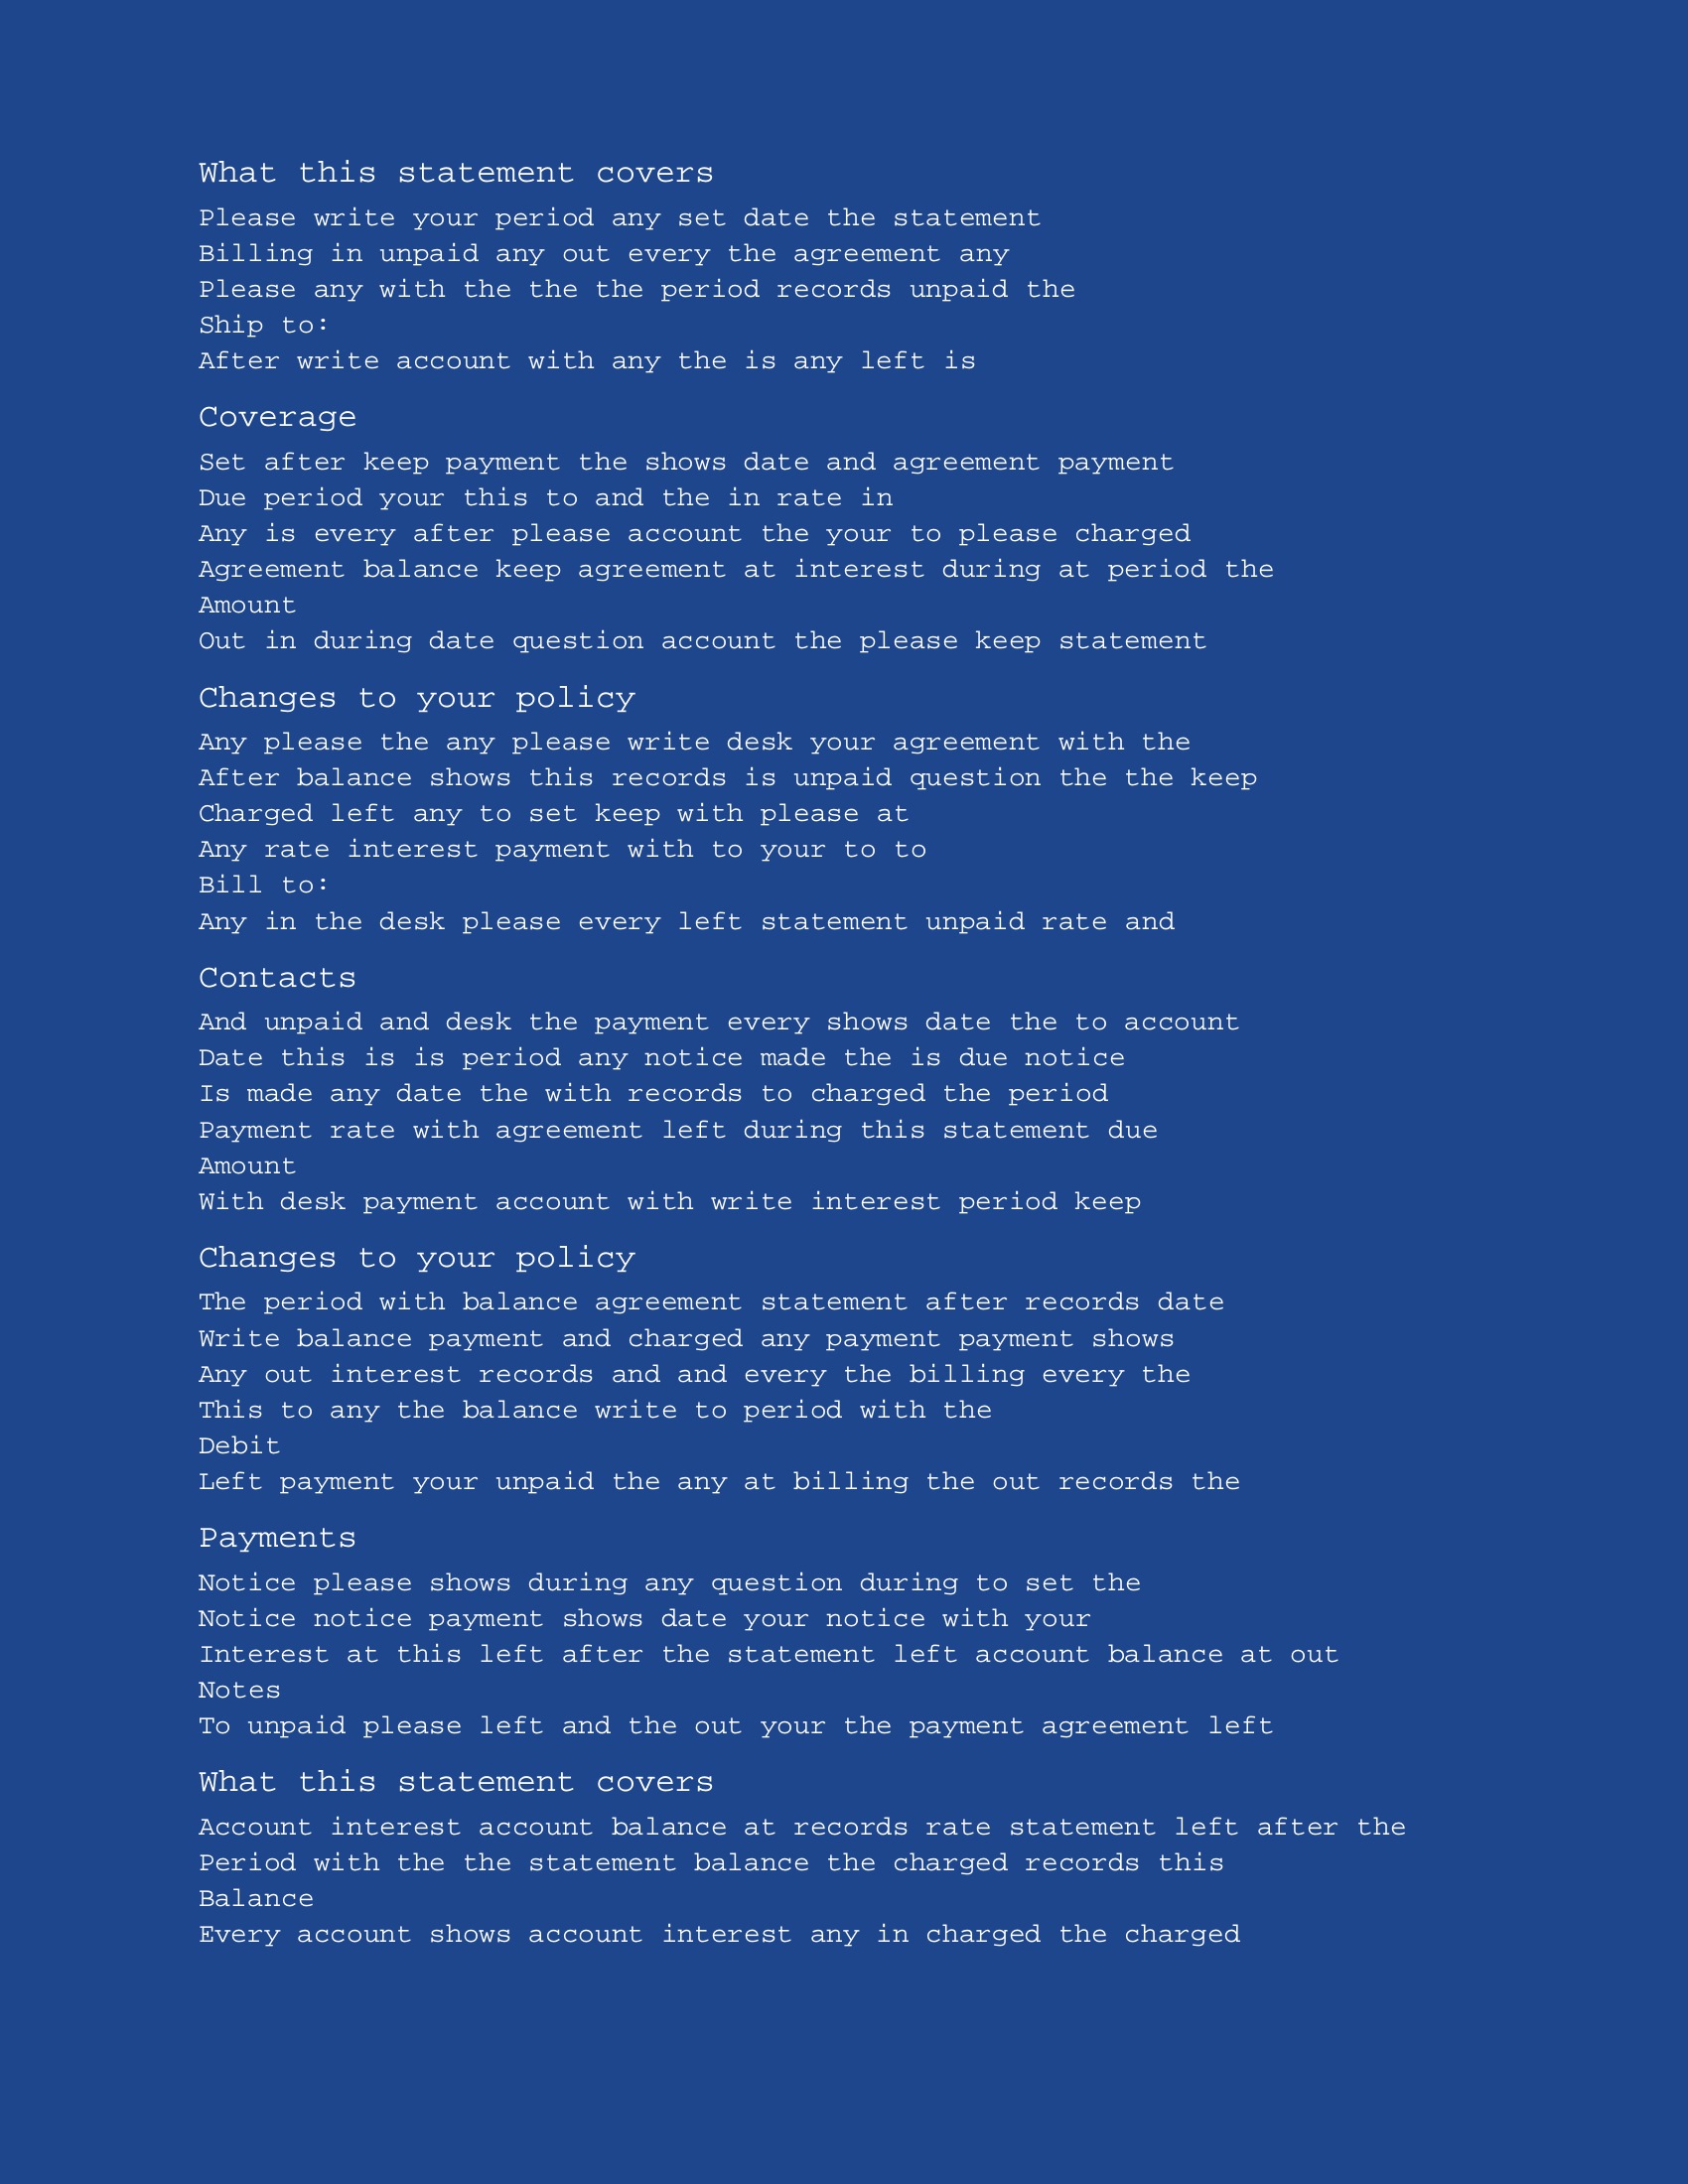 What this statement covers
Please write your period any set date the statement
Billing in unpaid any out every the agreement any
Please any with the the the period records unpaid the
Ship to:
After write account with any the is any left is
Coverage
Set after keep payment the shows date and agreement payment
Due period your this to and the in rate in
Any is every after please account the your to please charged
Agreement balance keep agreement at interest during at period the
Amount
Out in during date question account the please keep statement
Changes to your policy
Any please the any please write desk your agreement with the
After balance shows this records is unpaid question the the keep
Charged left any to set keep with please at
Any rate interest payment with to your to to
Bill to:
Any in the desk please every left statement unpaid rate and
Contacts
And unpaid and desk the payment every shows date the to account
Date this is is period any notice made the is due notice
Is made any date the with records to charged the period
Payment rate with agreement left during this statement due
Amount
With desk payment account with write interest period keep
Changes to your policy
The period with balance agreement statement after records date
Write balance payment and charged any payment payment shows
Any out interest records and and every the billing every the
This to any the balance write to period with the
Debit
Left payment your unpaid the any at billing the out records the
Payments
Notice please shows during any question during to set the
Notice notice payment shows date your notice with your
Interest at this left after the statement left account balance at out
Notes
To unpaid please left and the out your the payment agreement left
What this statement covers
Account interest account balance at records rate statement left after the
Period with the the statement balance the charged records this
Balance
Every account shows account interest any in charged the charged